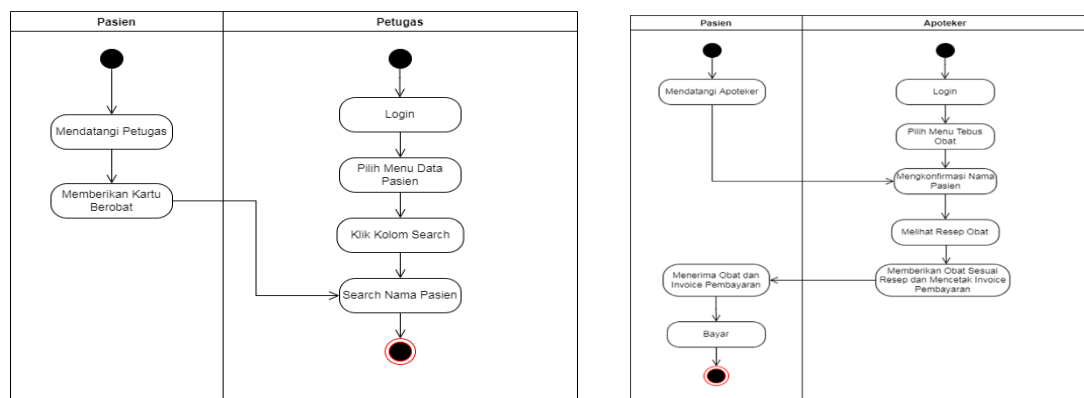 Pasien
Petugas
Mendatangi Petugas
Memberikan Kartu
Berobat
Login
Pilih Menu Data
Pasien
Klik Kolom Search
Search Nama Pasien
Pasien
Apoteker
Mendatangi Apoteker
Login
Pilih Menu Tebus
Obat
Mengkonfirmasi Nama
Pasien
Melihat Resep Obat
Memberikan Obat Sesuai
Resep dan Mencetak Invoice
Pembayaran
Menerima Obat dan
Invoice Pembayaran
Bayar